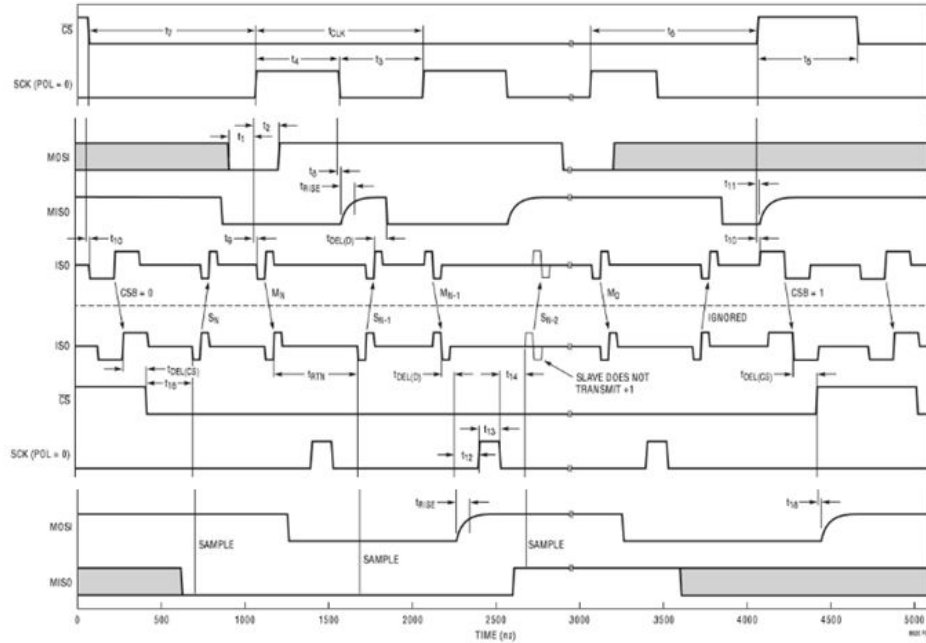 CS t7 tCLK t6
t4 t3 t5
SCK (POL = 0)
t2
t1
MOSI
t8
tRISE t11
MISO
t10 t9 tDEL(D) t10
ISO
CSB = 0 MN MN-1 M0 CSB = 1
SN SN-1 SN-2 IGNORED
ISO
tDEL(CS) tRTN tDEL(D) t14 SLAVE DOES NOT tDEL(CS)
TRANSMIT +1
t16
CS
t13
SCK (POL = 0) t12
tRISE
MOSI
SAMPLE SAMPLE SAMPLE
MISO
0 500 1000 1500 2000 2500 3000 3500 4000 4500 5000
TIME (ns)